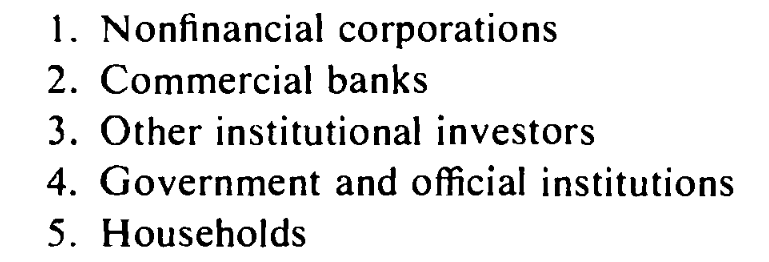 1. Nonfinancial corporations
2. Commercial banks
3. Other institutional investors
4. Government and official institutions
5. Households